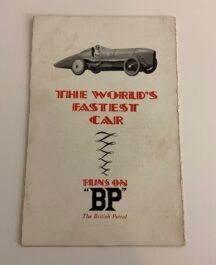 THE WORLD'S
FASTEST
CAR
RUNS ON
"BP"
The British Petrol